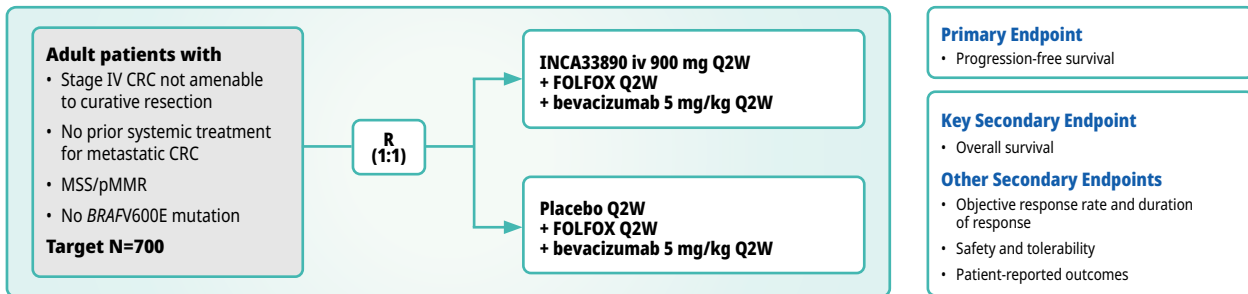 Adult patients with
• Stage IV CRC not amenable
to curative resection
• No prior systemic treatment
for metastatic CRC
• MSS/pMMR
• No BRAFV600E mutation
Target N=700
R
(1:1)
INCA33890 iv 900 mg Q2W
+ FOLFOX Q2W
+ bevacizumab 5 mg/kg Q2W
Placebo Q2W
+ FOLFOX Q2W
+ bevacizumab 5 mg/kg Q2W
Primary Endpoint
• Progression-free survival
Key Secondary Endpoint
• Overall survival
Other Secondary Endpoints
• Objective response rate and duration
of response
• Safety and tolerability
• Patient-reported outcomes